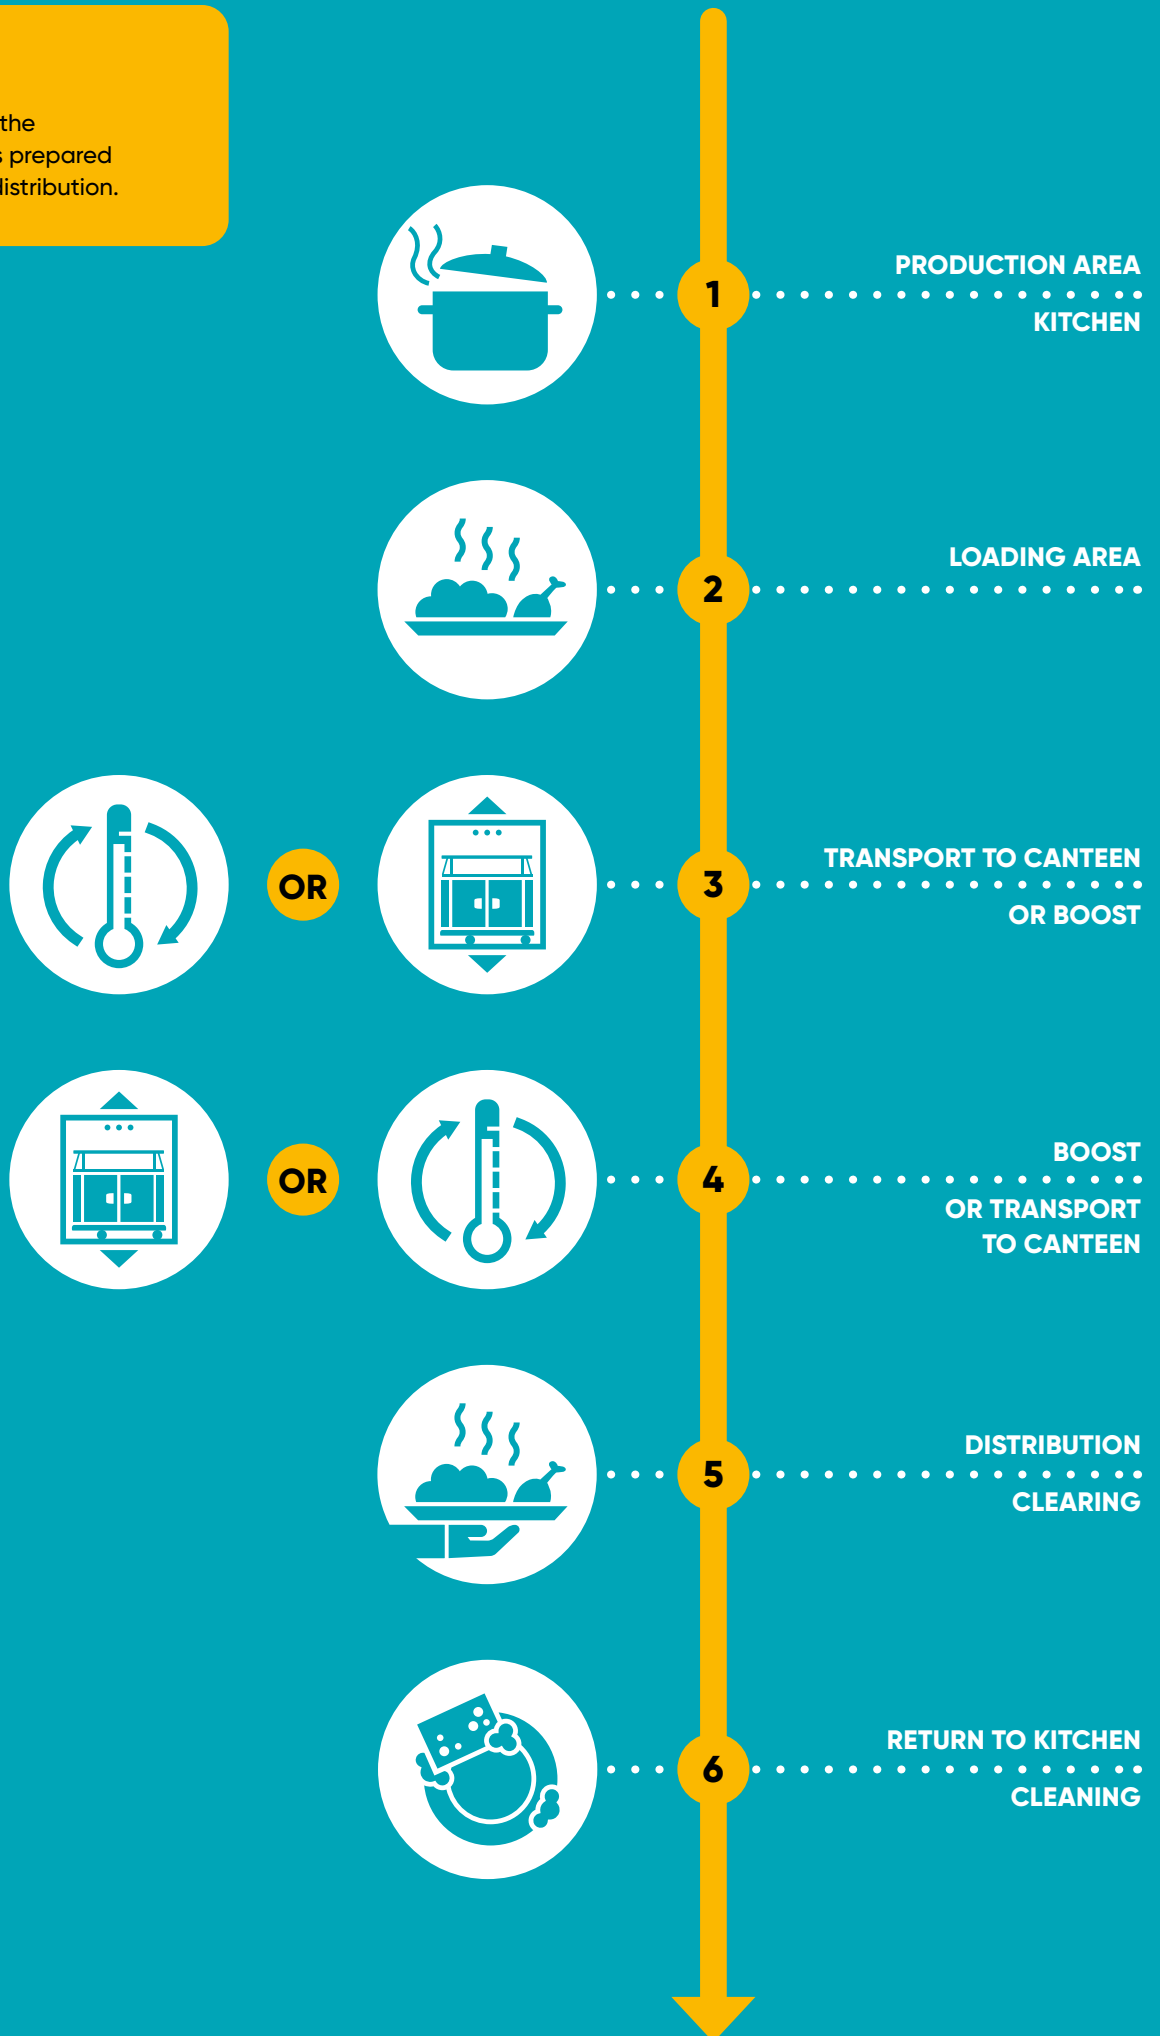 the
prepared
distribution.
1
PRODUCTION AREA
KITCHEN
2
LOADING AREA
OR
3
TRANSPORT TO CANTEEN
OR BOOST
OR
4
BOOST
OR TRANSPORT
TO CANTEEN
5
DISTRIBUTION
CLEARING
6
RETURN TO KITCHEN
CLEANING